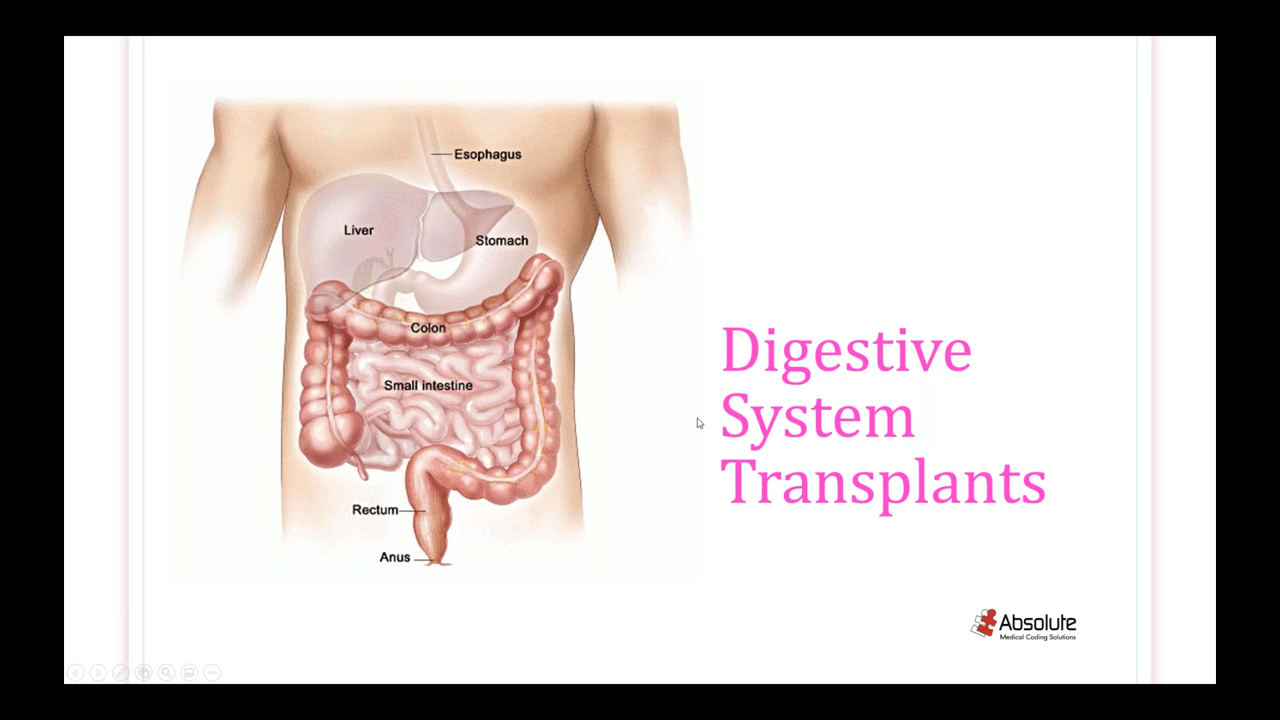 Esophagus
Liver
Stomach
Colon
Small intestine
Rectum
Anus
Digestive
System
Transplants
Absolute
Medical Coding Solutions